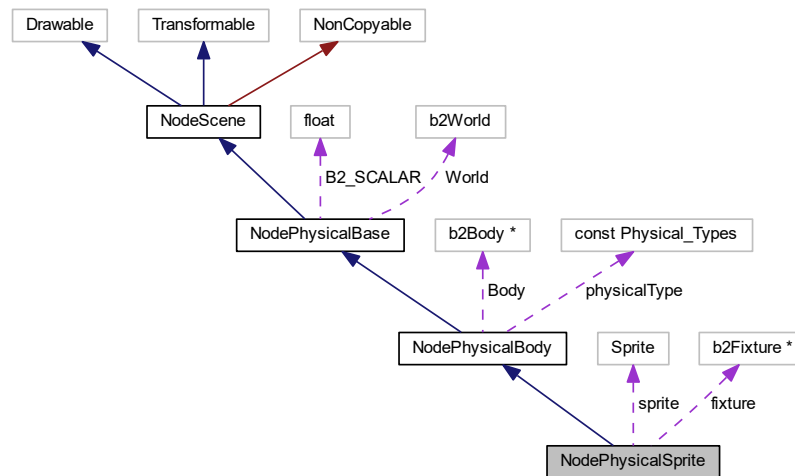 Drawable
Transformable
NonCopyable
NodeScene
float
b2World
B2_SCALAR
World
NodePhysicalBase
b2Body *
const Physical_Types
Body
physicalType
NodePhysicalBody
Sprite
b2Fixture *
sprite
fixture
NodePhysicalSprite